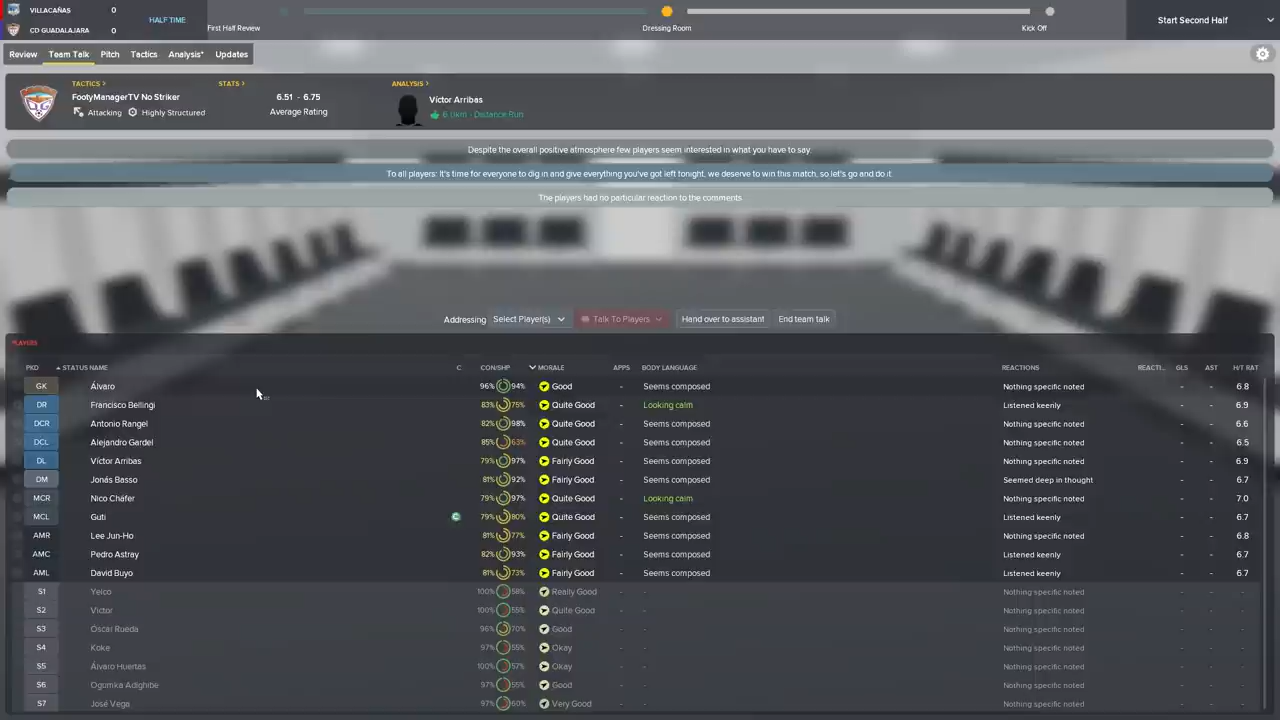 VILLACAÑAS 0
CD GUADALAJARA 0
HALF TIME
First Half Review
Dressing Room
Kick Off
Start Second Half
Review Team Talk Pitch Tactics Analysis* Updates
TACTICS >
FootyManagerTV No Striker
Attacking Highly Structured
STATS >
6.51 - 6.75
Average Rating
ANALYSIS >
Víctor Arribas
6.0km - Distance Run
Despite the overall positive atmosphere few players seem interested in what you have to say.
To all players: It's time for everyone to dig in and give everything you've got left tonight, we deserve to win this match, so let's go and do it.
The players had no particular reaction to the comments
Addressing Select Player(s) Talk To Players Hand over to assistant End team talk
PLAYERS
PKD STATUS NAME C CON/SHP MORALE APPS BODY LANGUAGE REACTIONS REACTI... GLS AST H/T RAT
GK Álvaro 96% 94% Good - Seems composed Nothing specific noted - - 6.8
DR Francisco Bellingi 83% 75% Quite Good - Looking calm Listened keenly - - 6.9
DCR Antonio Rangel 82% 98% Quite Good - Seems composed Nothing specific noted - - 6.6
DCL Alejandro Gardel 85% 63% Quite Good - Seems composed Nothing specific noted - - 6.5
DL Víctor Arribas 79% 97% Fairly Good - Seems composed Nothing specific noted - - 6.9
DM Jonás Basso 81% 92% Fairly Good - Seems composed Seemed deep in thought - - 6.7
MCR Nico Cháfer 79% 97% Quite Good - Looking calm Nothing specific noted - - 7.0
MCL Guti C 79% 80% Quite Good - Seems composed Listened keenly - - 6.7
AMR Lee Jun-Ho 81% 77% Fairly Good - Seems composed Nothing specific noted - - 6.8
AMC Pedro Astray 82% 93% Fairly Good - Seems composed Listened keenly - - 6.7
AML David Buyo 81% 73% Fairly Good - Seems composed Listened keenly - - 6.7
S1 Yeico 100% 58% Really Good - - Nothing specific noted - - -
S2 Víctor 100% 55% Quite Good - - Nothing specific noted - - -
S3 Óscar Rueda 96% 70% Good - - Nothing specific noted - - -
S4 Koke 97% 55% Okay - - Nothing specific noted - - -
S5 Álvaro Huertas 100% 57% Okay - - Nothing specific noted - - -
S6 Ogumka Adighibe 97% 55% Good - - Nothing specific noted - - -
S7 José Vega 97% 60% Very Good - - Nothing specific noted - - -